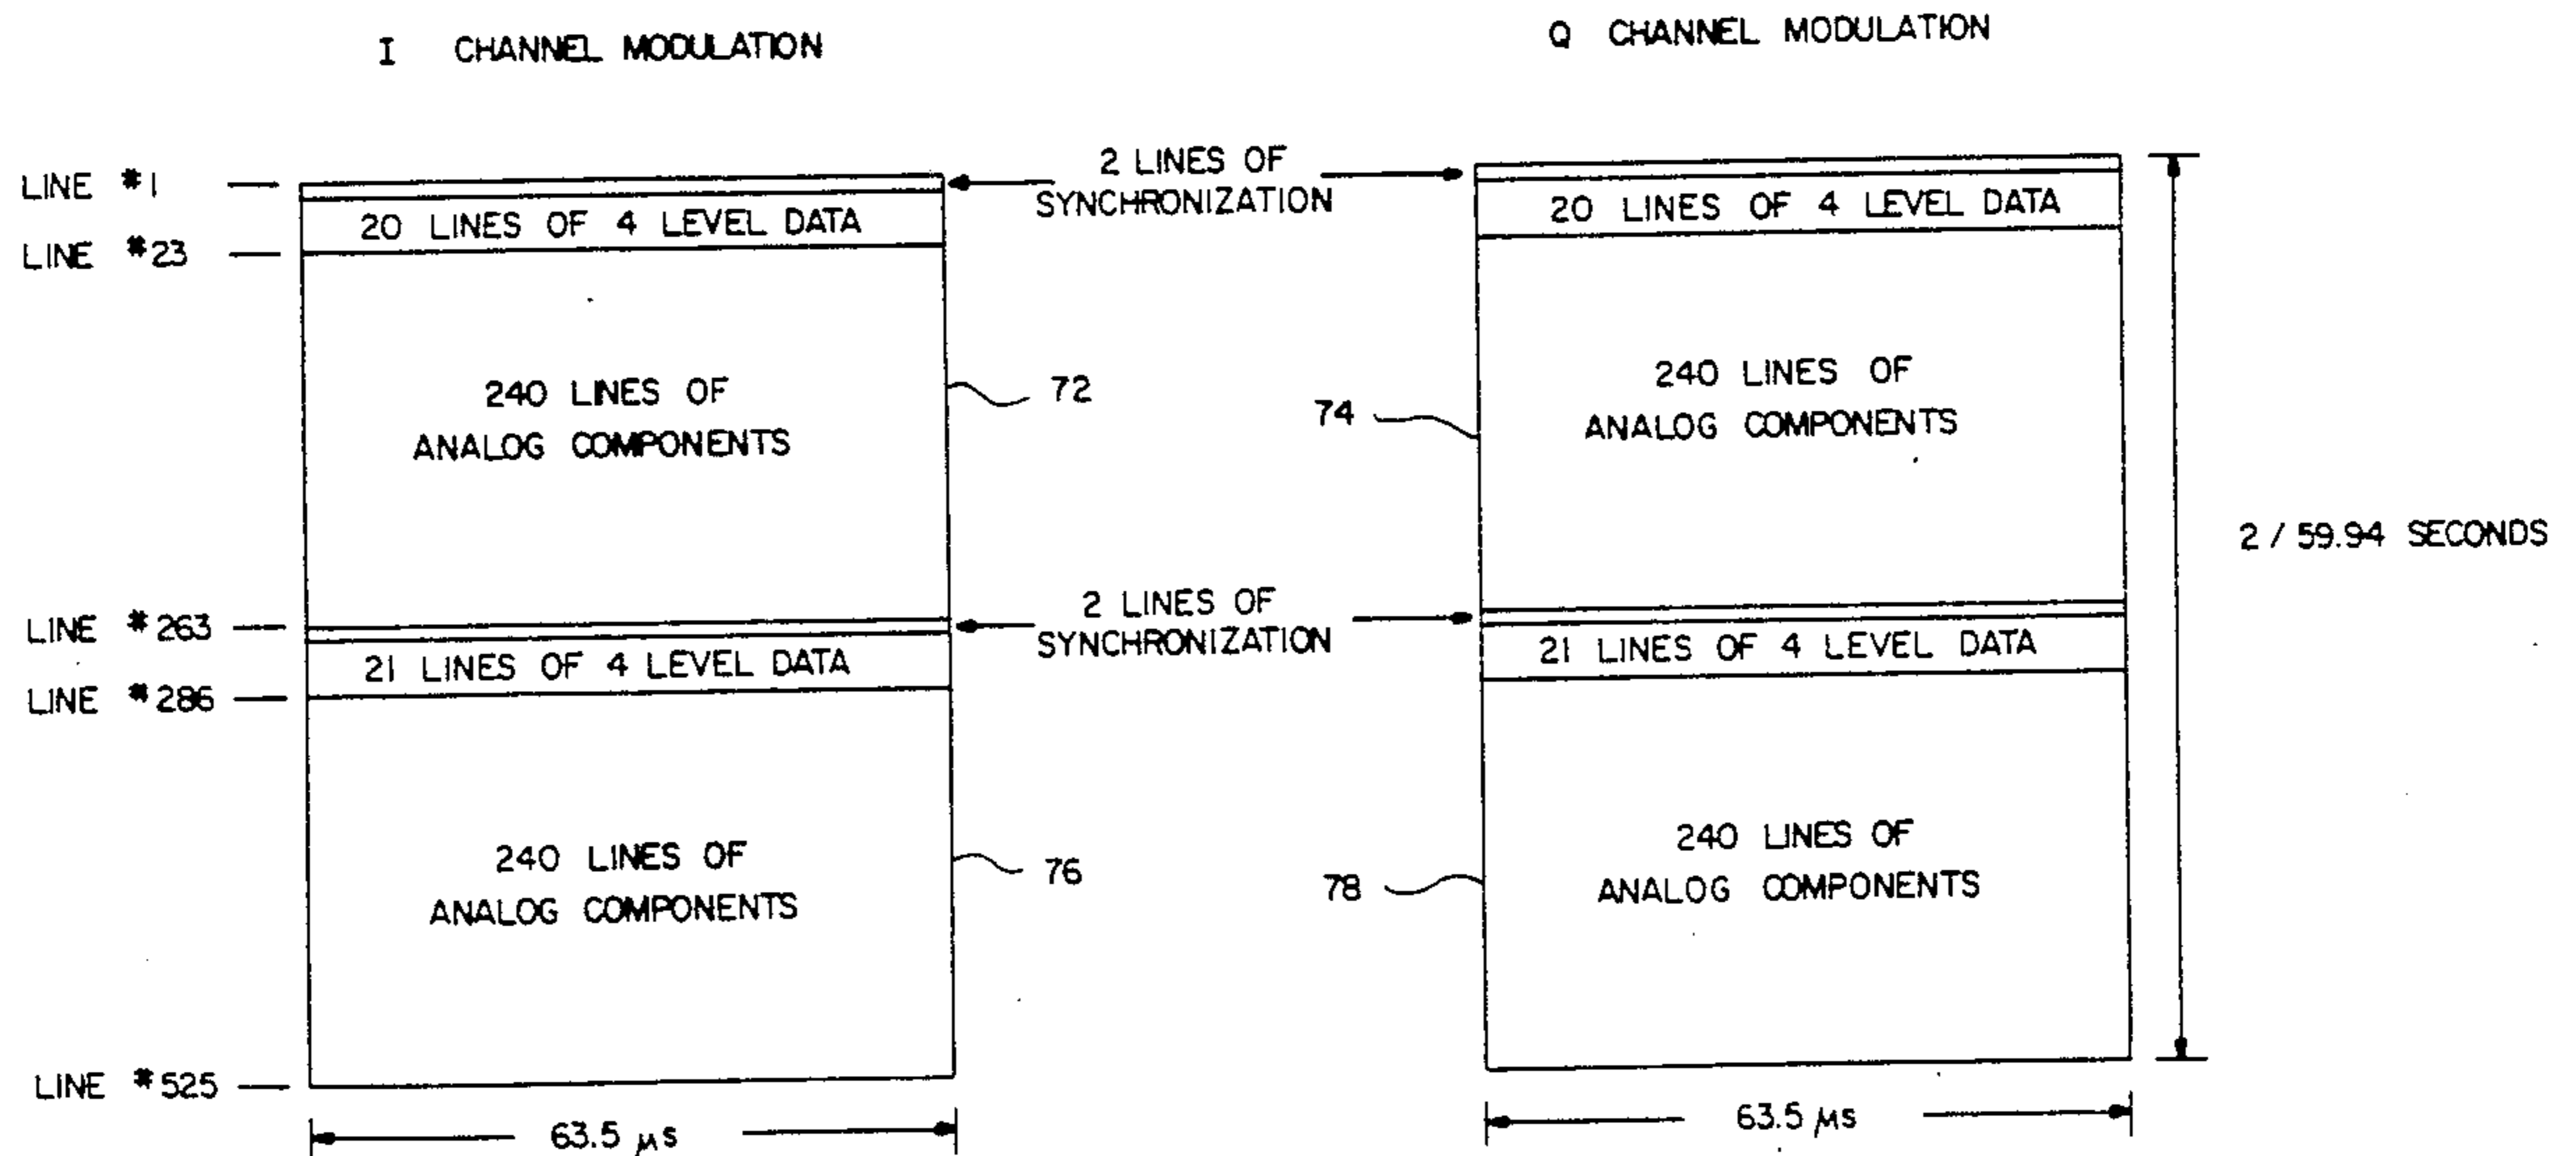 I CHANNEL MODULATION
Q CHANNEL MODULATION
LINE #1
2 LINES OF
SYNCHRONIZATION
20 LINES OF 4 LEVEL DATA
20 LINES OF 4 LEVEL DATA
LINE #23
240 LINES OF
ANALOG COMPONENTS
72
74
240 LINES OF
ANALOG COMPONENTS
2 / 59.94 SECONDS
LINE #263
2 LINES OF
SYNCHRONIZATION
21 LINES OF 4 LEVEL DATA
21 LINES OF 4 LEVEL DATA
LINE #286
240 LINES OF
ANALOG COMPONENTS
76
78
240 LINES OF
ANALOG COMPONENTS
LINE #525
63.5 μs
63.5 μs